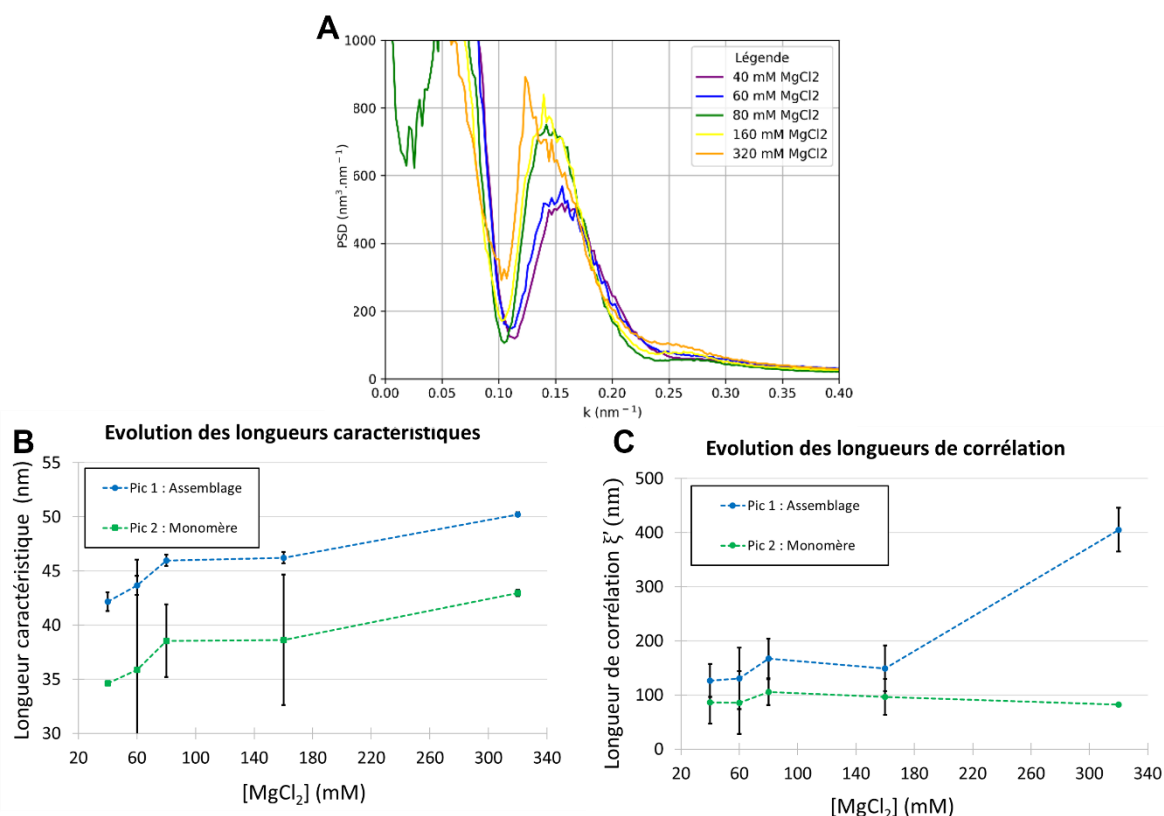 A
1000
800
600
400
200
0
PSD (nm³.nm⁻¹)
Légende
40 mM MgCl2
60 mM MgCl2
80 mM MgCl2
160 mM MgCl2
320 mM MgCl2
0.00 0.05 0.10 0.15 0.20 0.25 0.30 0.35 0.40
k (nm⁻¹)
B
Evolution des longueurs caractéristiques
Longueur caractéristique (nm)
55
50
45
40
35
30
Pic 1 : Assemblage
Pic 2 : Monomère
20 60 100 140 180 220 260 300 340
[MgCl₂] (mM)
C
Evolution des longueurs de corrélation
Longueur de corrélation ξ' (nm)
500
400
300
200
100
0
Pic 1 : Assemblage
Pic 2 : Monomère
20 60 100 140 180 220 260 300 340
[MgCl₂] (mM)